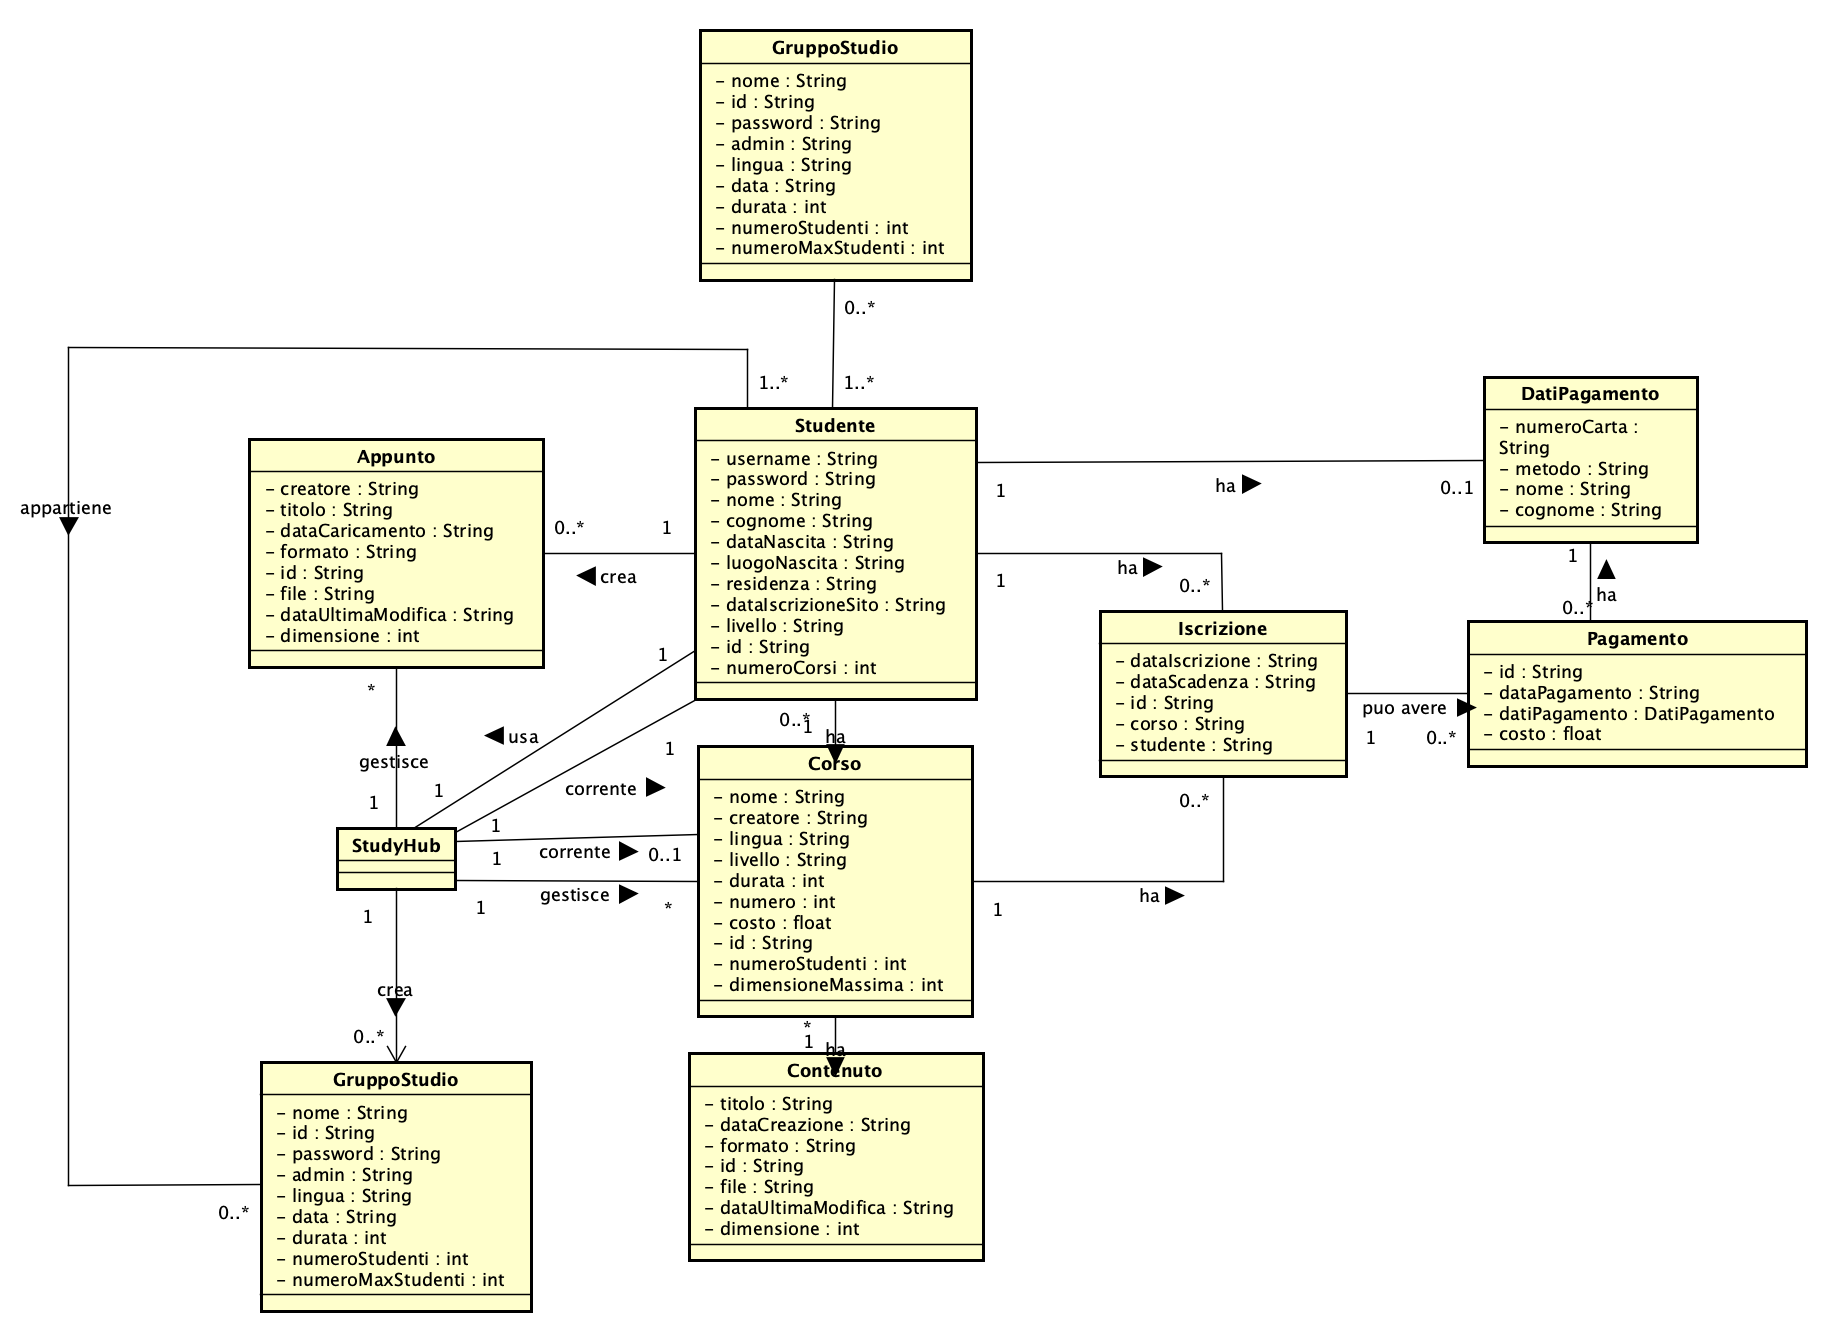 GruppoStudio
- nome : String
- id : String
- password : String
- admin : String
- lingua : String
- data : String
- durata : int
- numeroStudenti : int
- numeroMaxStudenti : int
0..*
1..*
1..*
appartiene
Studente
- username : String
- password : String
- nome : String
- cognome : String
- dataNascita : String
- luogoNascita : String
- residenza : String
- dataIscrizioneSito : String
- livello : String
- id : String
- numeroCorsi : int
DatiPagamento
- numeroCarta :
String
- metodo : String
- nome : String
- cognome : String
1
ha
0..1
Appunto
- creatore : String
- titolo : String
- dataCaricamento : String
- formato : String
- id : String
- file : String
- dataUltimaModifica : String
- dimensione : int
0..*
1
crea
1
ha
0..*
1
ha
0..*
Iscrizione
- dataIscrizione : String
- dataScadenza : String
- id : String
- corso : String
- studente : String
Pagamento
- id : String
- dataPagamento : String
- datiPagamento : DatiPagamento
- costo : float
puo avere
1
0..*
*
gestisce
1
1
usa
1
1
corrente
1
0..*
1
ha
Corso
- nome : String
- creatore : String
- lingua : String
- livello : String
- durata : int
- numero : int
- costo : float
- id : String
- numeroStudenti : int
- dimensioneMassima : int
0..*
ha
1
StudyHub
1
corrente
0..1
1
gestisce
*
1
crea
0..*
*
1
ha
Contenuto
- titolo : String
- dataCreazione : String
- formato : String
- id : String
- file : String
- dataUltimaModifica : String
- dimensione : int
GruppoStudio
- nome : String
- id : String
- password : String
- admin : String
- lingua : String
- data : String
- durata : int
- numeroStudenti : int
- numeroMaxStudenti : int
0..*